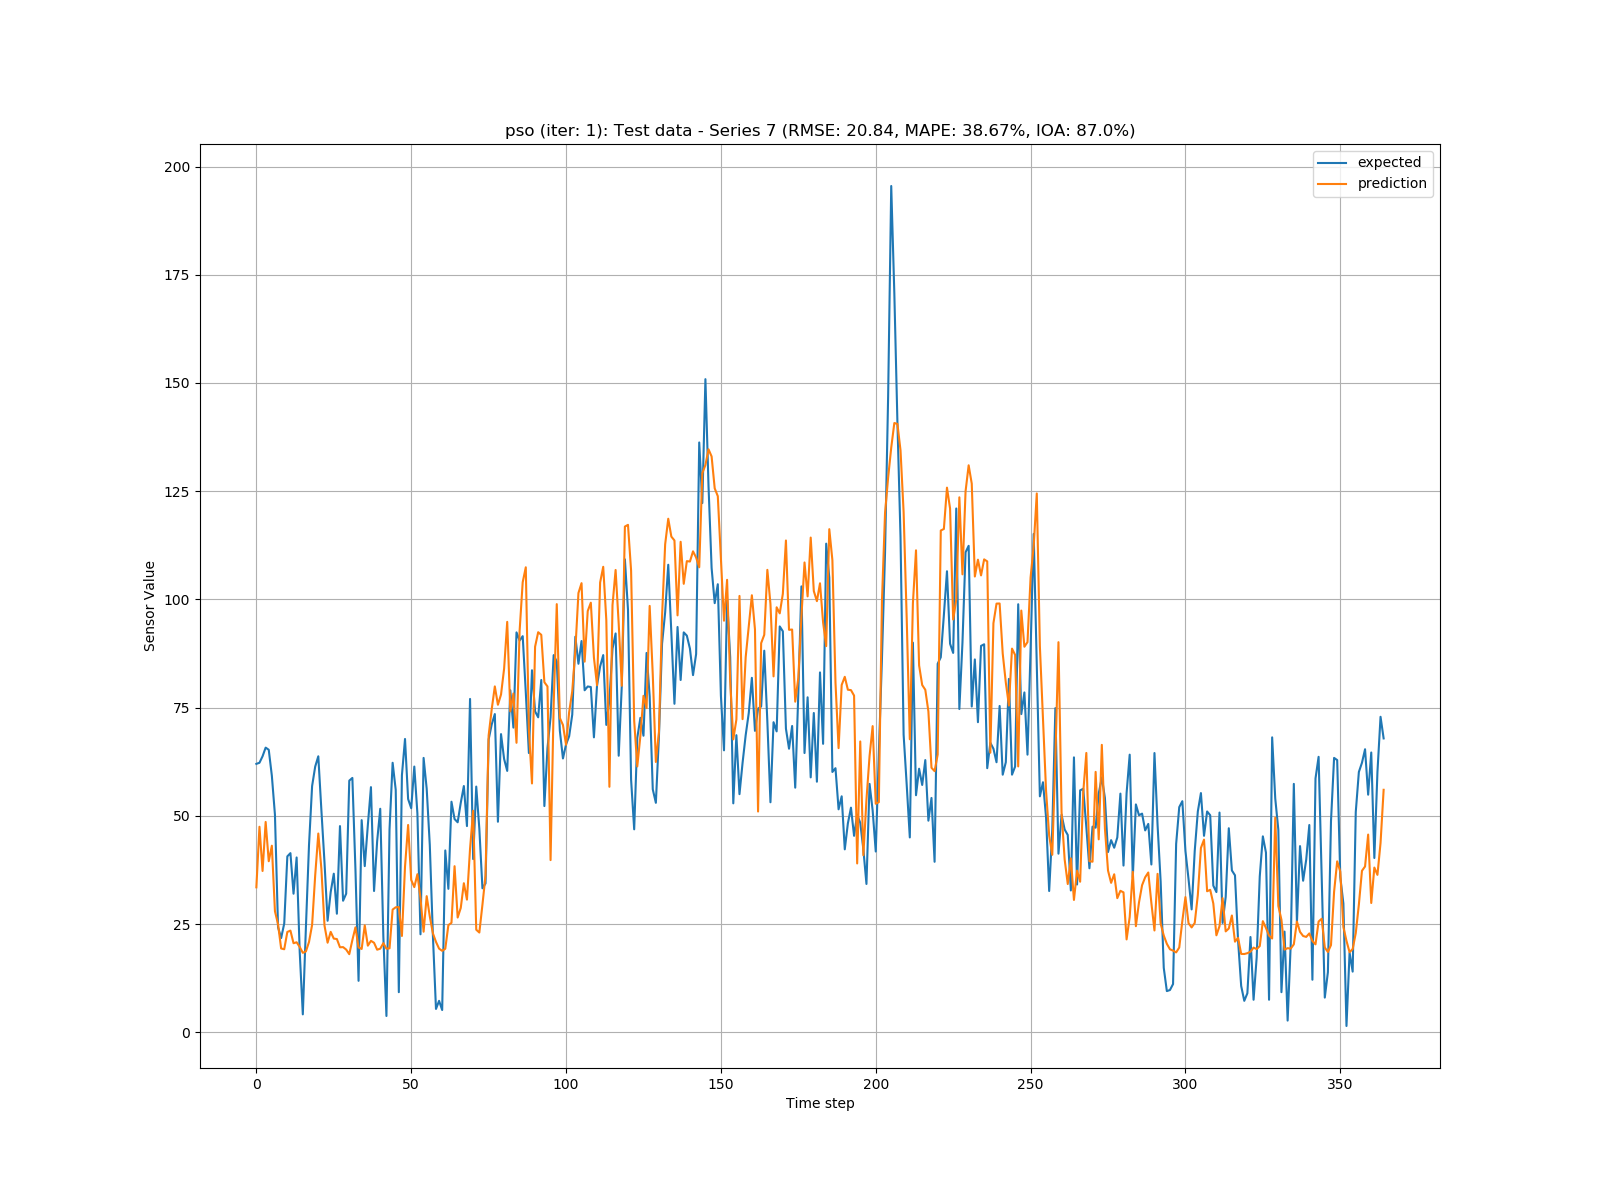 pso (iter: 1): Test data - Series 7 (RMSE: 20.84, MAPE: 38.67%, IOA: 87.0%)
expected
prediction
200
175
150
125
100
75
50
25
0
Sensor Value
0 50 100 150 200 250 300 350
Time step